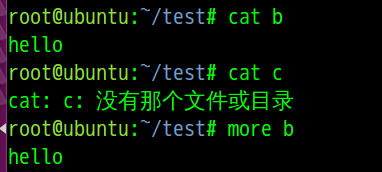 root@ubuntu:~/test# cat b
hello
root@ubuntu:~/test# cat c
cat: c: 没有那个文件或目录
root@ubuntu:~/test# more b
hello